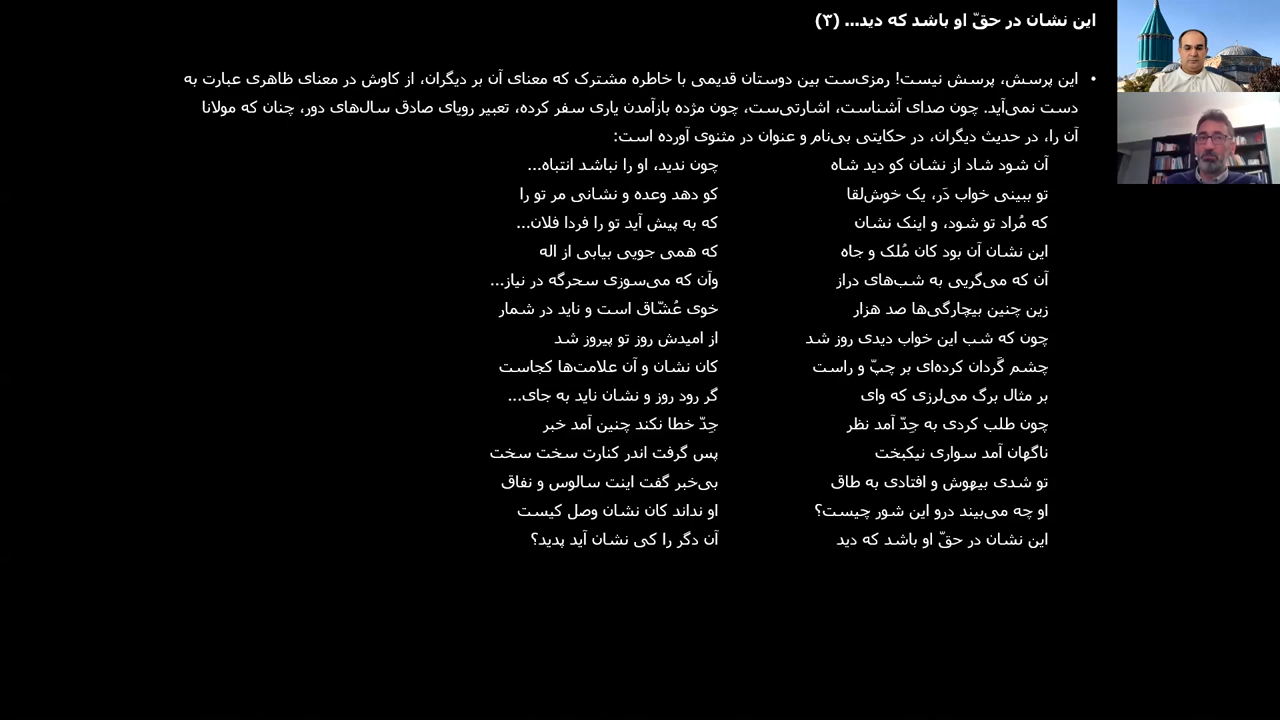 این نشان در حقّ او باشد که دید... (۳)
• این پرسش، پرسش نیست! رمزی‌ست بین دوستان قدیمی با خاطره مشترک که معنای آن بر دیگران، از کاوش در معنای ظاهری عبارت به
دست نمی‌آید. چون صدای آشناست، اشارتی‌ست، چون مژده بازآمدن یاری سفر کرده، تعبیر رویای صادق سال‌های دور، چنان که مولانا
آن را، در حدیث دیگران، در حکایتی بی‌نام و عنوان در مثنوی آورده است:
آن شود شاد از نشان کو دید شاه چون ندید، او را نباشد انتباه...
تو ببینی خواب دَر، یک خوش‌لقا کو دهد وعده و نشانی مر تو را
که مُراد تو شود، و اینک نشان که به پیش آید تو را فردا فلان...
این نشان آن بود کان مُلک و جاه که همی جویی بیابی از اله
آن که می‌گریی به شب‌های دراز وآن که می‌سوزی سحرگه در نیاز...
زین چنین بیچارگی‌ها صد هزار خوی عُشّاق است و ناید در شمار
چون که شب این خواب دیدی روز شد از امیدش روز تو پیروز شد
چشم گَردان کرده‌ای بر چپّ و راست کان نشان و آن علامت‌ها کجاست
بر مثال برگ می‌لرزی که وای گر رود روز و نشان ناید به جای...
چون طلب کردی به جِدّ آمد نظر جِدّ خطا نکند چنین آمد خبر
ناگهان آمد سواری نیکبخت پس گرفت اندر کنارت سخت سخت
تو شدی بیهوش و افتادی به طاق بی‌خبر گفت اینت سالوس و نفاق
او چه می‌بیند درو این شور چیست؟ او نداند کان نشان وصل کیست
این نشان در حقّ او باشد که دید آن دگر را کی نشان آید پدید؟